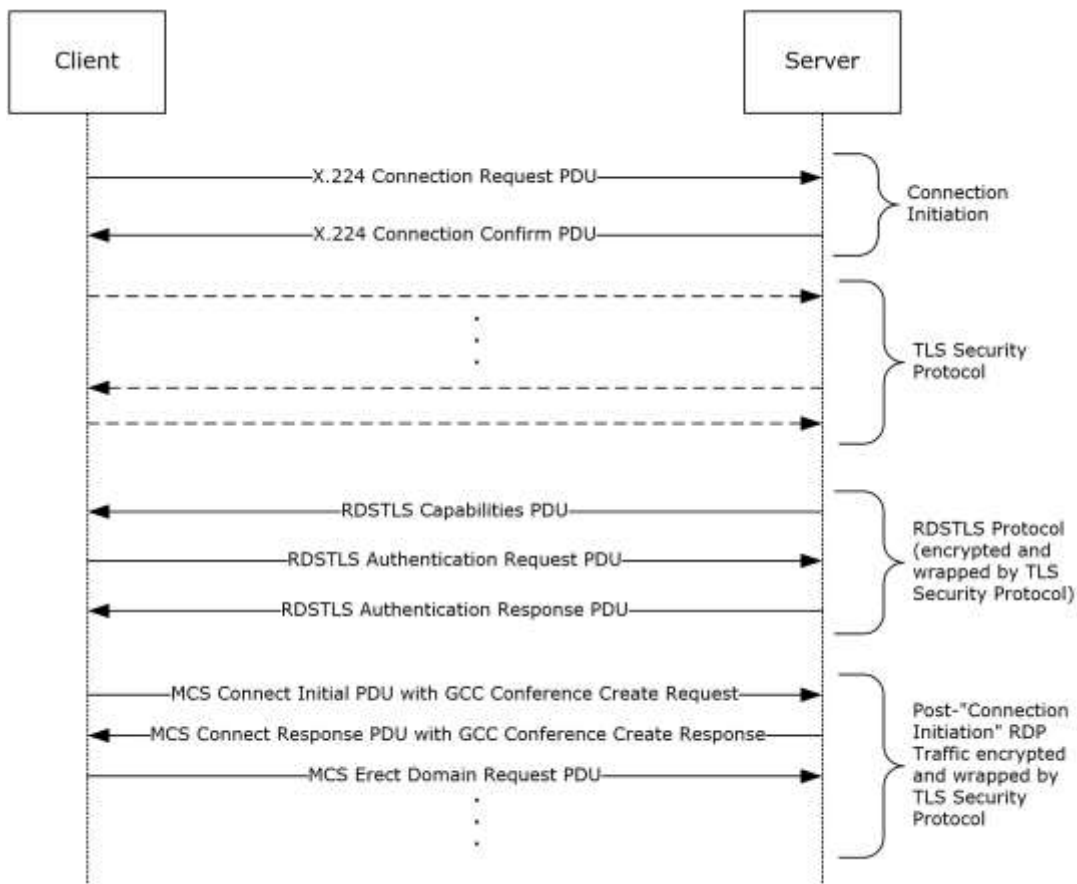 Client
Server
X.224 Connection Request PDU
X.224 Connection Confirm PDU
Connection
Initiation
TLS Security
Protocol
RDSTLS Capabilities PDU
RDSTLS Authentication Request PDU
RDSTLS Authentication Response PDU
RDSTLS Protocol
(encrypted and
wrapped by TLS
Security Protocol)
MCS Connect Initial PDU with GCC Conference Create Request
MCS Connect Response PDU with GCC Conference Create Response
MCS Erect Domain Request PDU
Post-"Connection
Initiation" RDP
Traffic encrypted
and wrapped by
TLS Security
Protocol